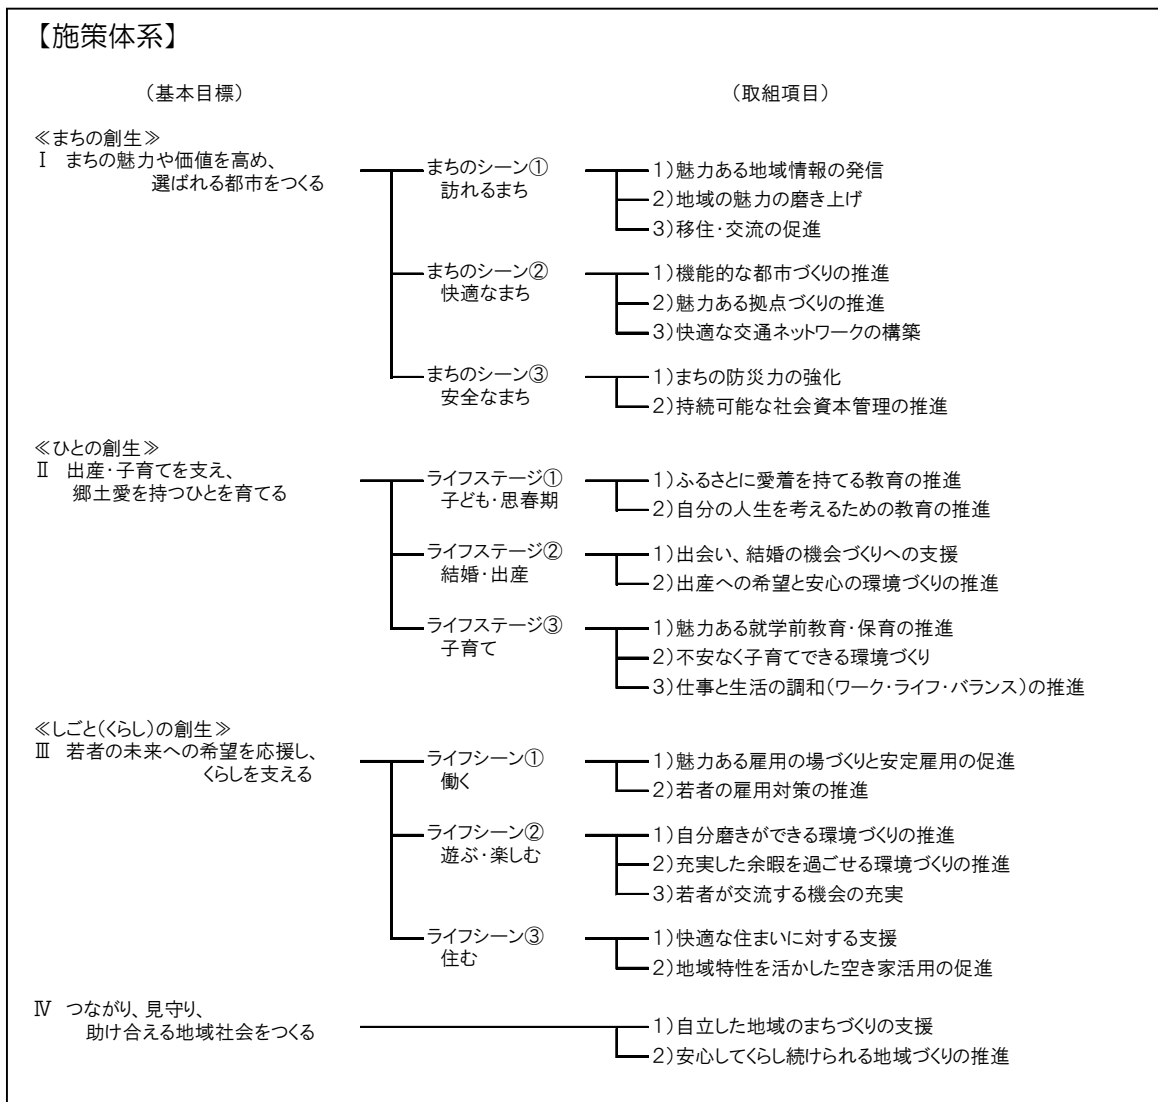 【施策体系】
（基本目標） （取組項目）
≪まちの創生≫
Ⅰ まちの魅力や価値を高め、
選ばれる都市をつくる
まちのシーン①
訪れるまち
1）魅力ある地域情報の発信
2）地域の魅力の磨き上げ
3）移住・交流の促進
まちのシーン②
快適なまち
1）機能的な都市づくりの推進
2）魅力ある拠点づくりの推進
3）快適な交通ネットワークの構築
まちのシーン③
安全なまち
1）まちの防災力の強化
2）持続可能な社会資本管理の推進
≪ひとの創生≫
Ⅱ 出産・子育てを支え、
郷土愛を持つひとを育てる
ライフステージ①
子ども・思春期
1）ふるさとに愛着を持てる教育の推進
2）自分の人生を考えるための教育の推進
ライフステージ②
結婚・出産
1）出会い、結婚の機会づくりへの支援
2）出産への希望と安心の環境づくりの推進
ライフステージ③
子育て
1）魅力ある就学前教育・保育の推進
2）不安なく子育てできる環境づくり
3）仕事と生活の調和（ワーク・ライフ・バランス）の推進
≪しごと（くらし）の創生≫
Ⅲ 若者の未来への希望を応援し、
くらしを支える
ライフシーン①
働く
1）魅力ある雇用の場づくりと安定雇用の促進
2）若者の雇用対策の推進
ライフシーン②
遊ぶ・楽しむ
1）自分磨きができる環境づくりの推進
2）充実した余暇を過ごせる環境づくりの推進
3）若者が交流する機会の充実
ライフシーン③
住む
1）快適な住まいに対する支援
2）地域特性を活かした空き家活用の促進
Ⅳ つながり、見守り、
助け合える地域社会をつくる
1）自立した地域のまちづくりの支援
2）安心してくらし続けられる地域づくりの推進